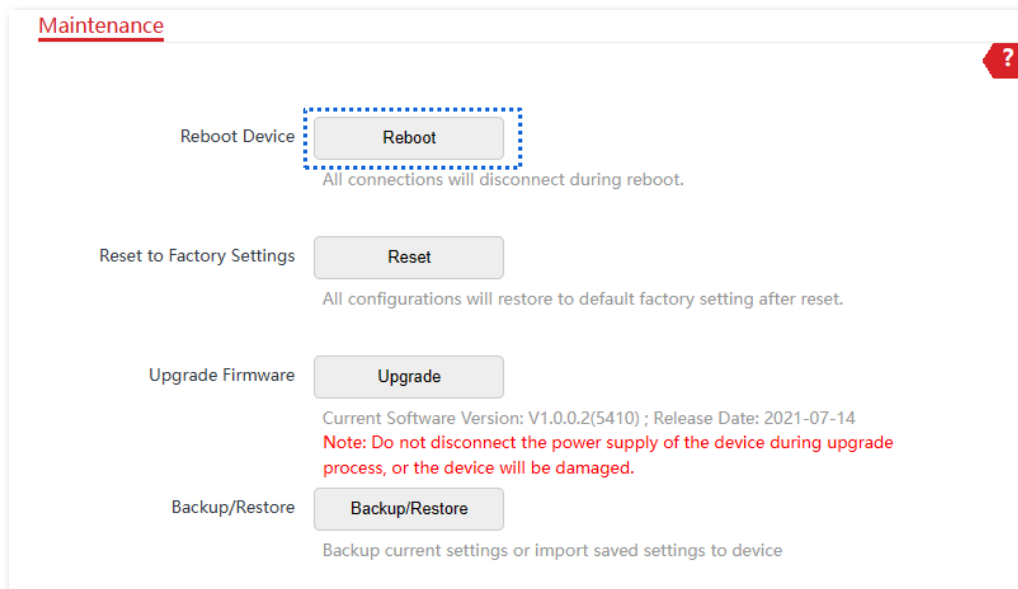 Maintenance
?
Reboot Device
Reboot
All connections will disconnect during reboot.
Reset to Factory Settings
Reset
All configurations will restore to default factory setting after reset.
Upgrade Firmware
Upgrade
Current Software Version: V1.0.0.2(5410) ; Release Date: 2021-07-14
Note: Do not disconnect the power supply of the device during upgrade
process, or the device will be damaged.
Backup/Restore
Backup/Restore
Backup current settings or import saved settings to device